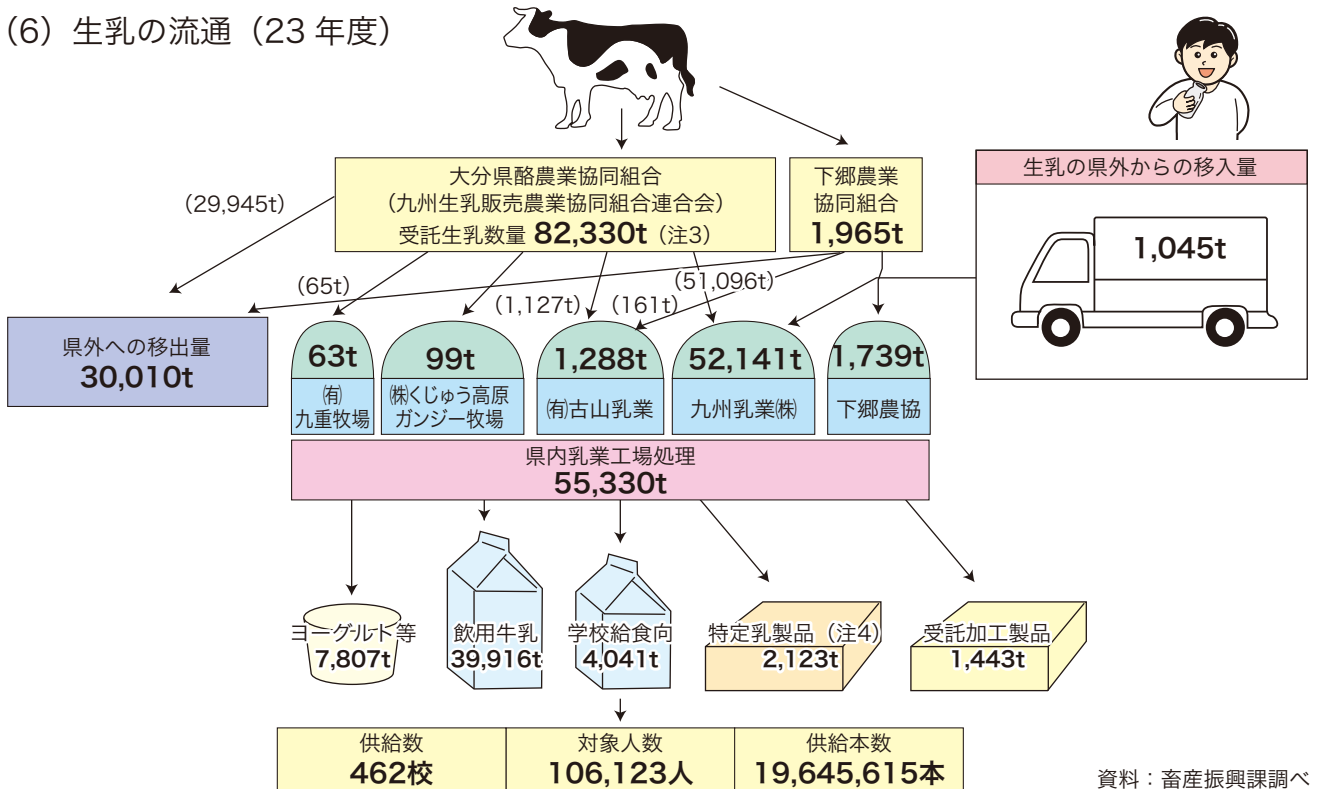 (6) 生乳の流通(23 年度)
大分県酪農業協同組合
(九州生乳販売農業協同組合連合会)
受託生乳数量 82,330t (注3)
下郷農業
協同組合
1,965t
生乳の県外からの移入量
1,045t
(29,945t)
(65t)
(1,127t)
(161t)
(51,096t)
県外への移出量
30,010t
63t
㈲
九重牧場
99t
㈱くじゅう高原
ガンジー牧場
1,288t
㈲古山乳業
52,141t
九州乳業㈱
1,739t
下郷農協
県内乳業工場処理
55,330t
ヨーグルト等
7,807t
飲用牛乳
39,916t
学校給食向
4,041t
特定乳製品(注4)
2,123t
受託加工製品
1,443t
供給数
462校
対象人数
106,123人
供給本数
19,645,615本
資料:畜産振興課調べ